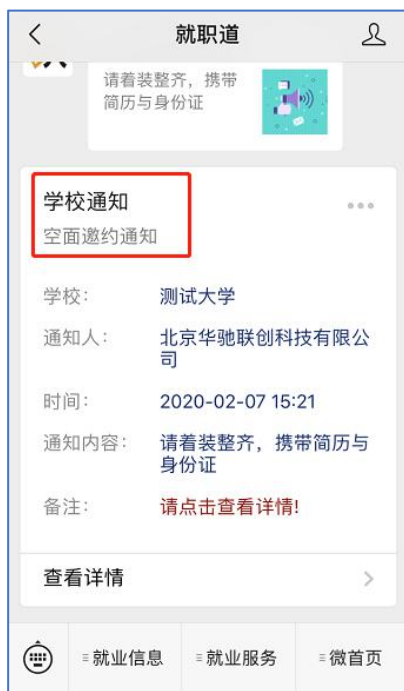 就职道
请着装整齐，携带
简历与身份证
学校通知
空面邀约通知
学校： 测试大学
通知人： 北京华驰联创科技有限公
司
时间： 2020-02-07 15:21
通知内容： 请着装整齐，携带简历与
身份证
备注： 请点击查看详情!
查看详情
就业信息 就业服务 微首页